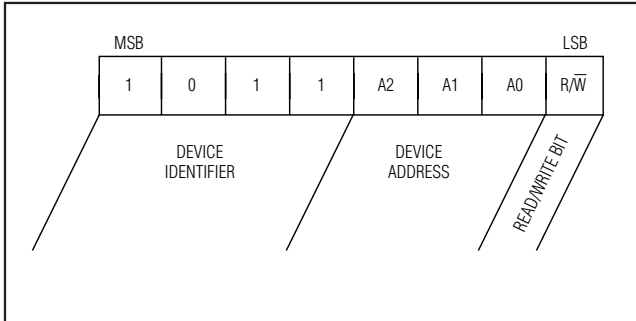 MSB LSB
1 0 1 1 A2 A1 A0 R/W̅
DEVICE DEVICE
IDENTIFIER ADDRESS
READ/WRITE BIT